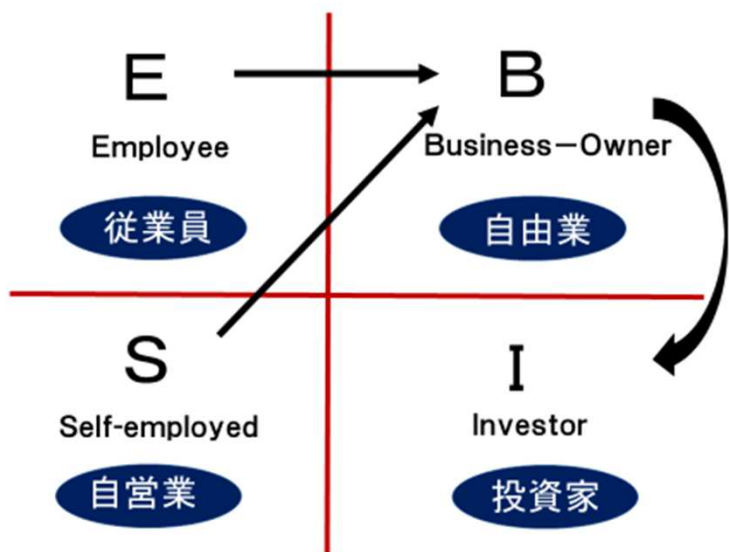 E
Employee
従業員
B
Business－Owner
自由業
S
Self-employed
自営業
I
Investor
投資家